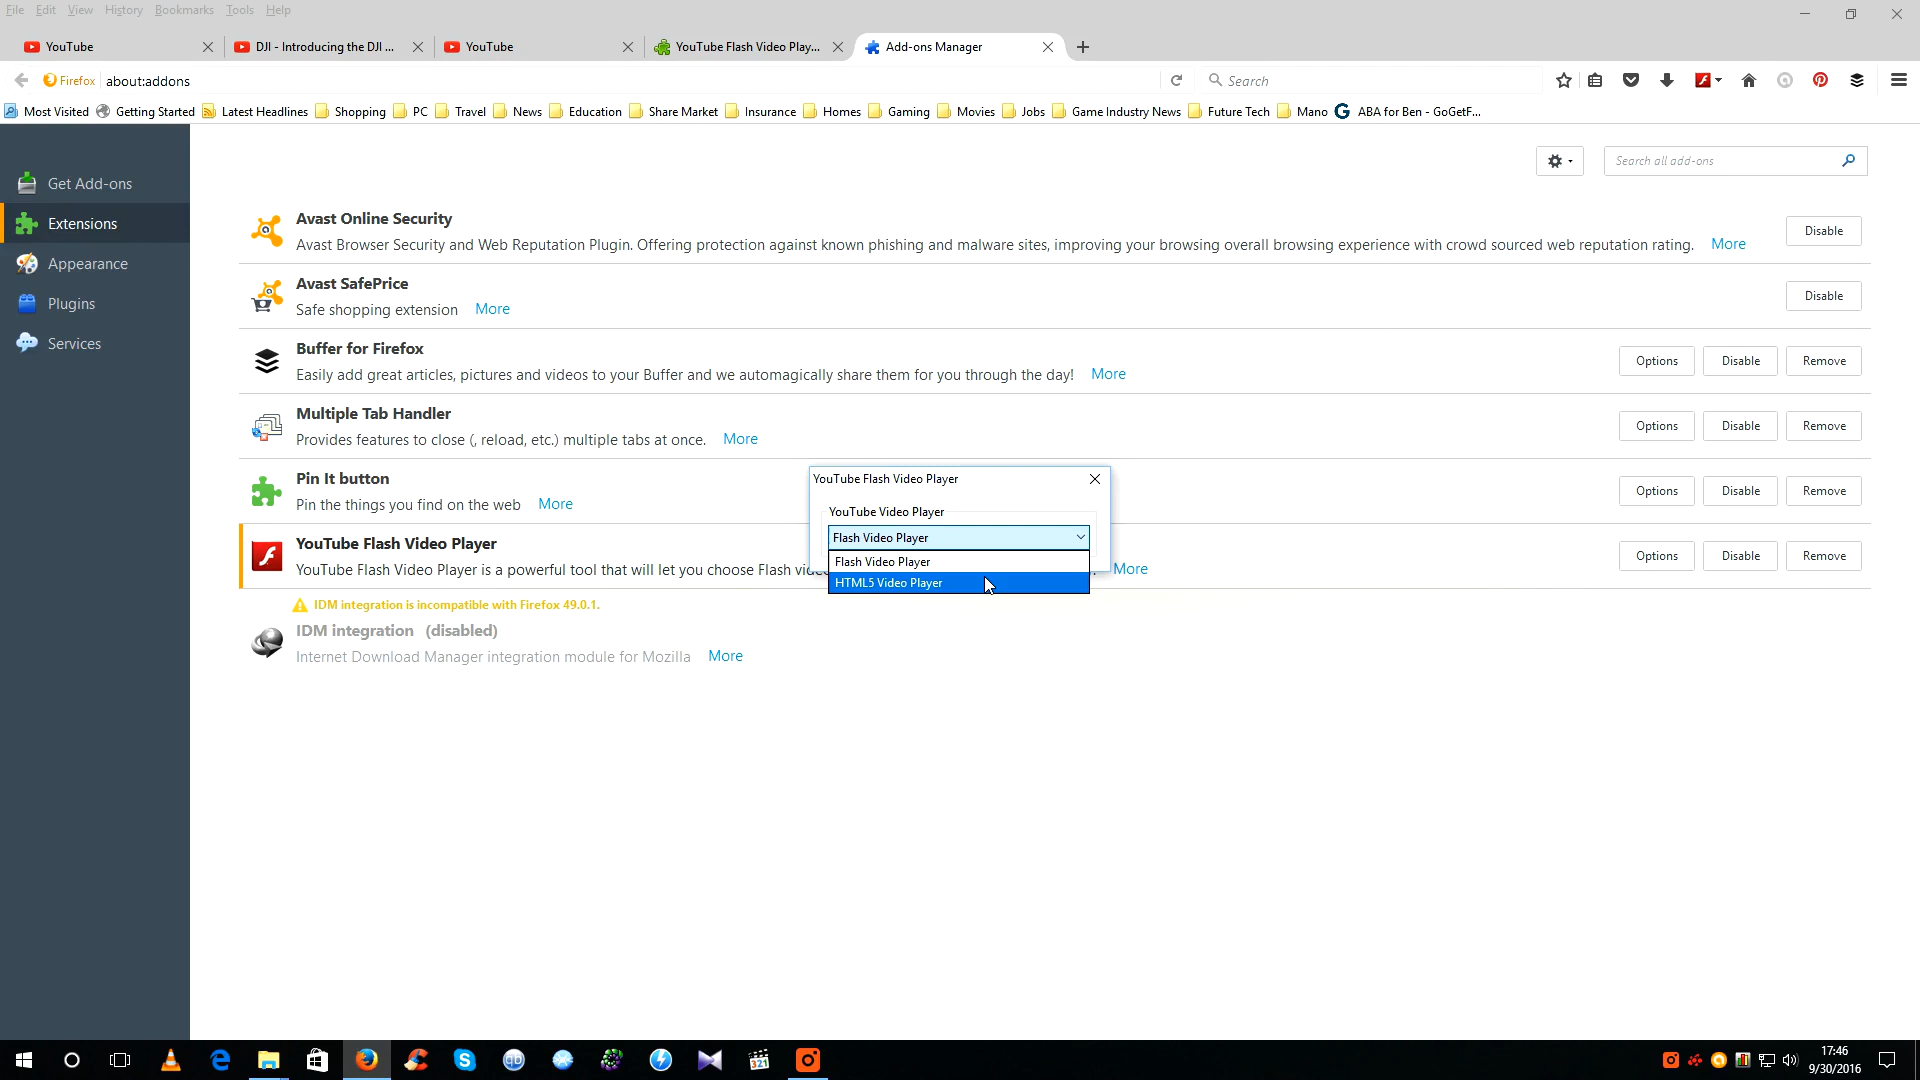 File Edit View History Bookmarks Tools Help
YouTube
DJI - Introducing the DJI ...
YouTube
YouTube Flash Video Play...
Add-ons Manager
Firefox about:addons
Search
Most Visited Getting Started Latest Headlines Shopping PC Travel News Education Share Market Insurance Homes Gaming Movies Jobs Game Industry News Future Tech Mano ABA for Ben - GoGetF...
Search all add-ons
Get Add-ons
Extensions
Appearance
Plugins
Services
Avast Online Security
Avast Browser Security and Web Reputation Plugin. Offering protection against known phishing and malware sites, improving your browsing overall browsing experience with crowd sourced web reputation rating. More
Disable
Avast SafePrice
Safe shopping extension More
Disable
Buffer for Firefox
Easily add great articles, pictures and videos to your Buffer and we automagically share them for you through the day! More
Options Disable Remove
Multiple Tab Handler
Provides features to close (, reload, etc.) multiple tabs at once. More
Options Disable Remove
Pin It button
Pin the things you find on the web More
Options Disable Remove
YouTube Flash Video Player
YouTube Flash Video Player is a powerful tool that will let you choose Flash More
Options Disable Remove
YouTube Flash Video Player
YouTube Video Player
Flash Video Player
Flash Video Player
HTML5 Video Player
IDM integration is incompatible with Firefox 49.0.1.
IDM integration (disabled)
Internet Download Manager integration module for Mozilla More
321
17:46
9/30/2016